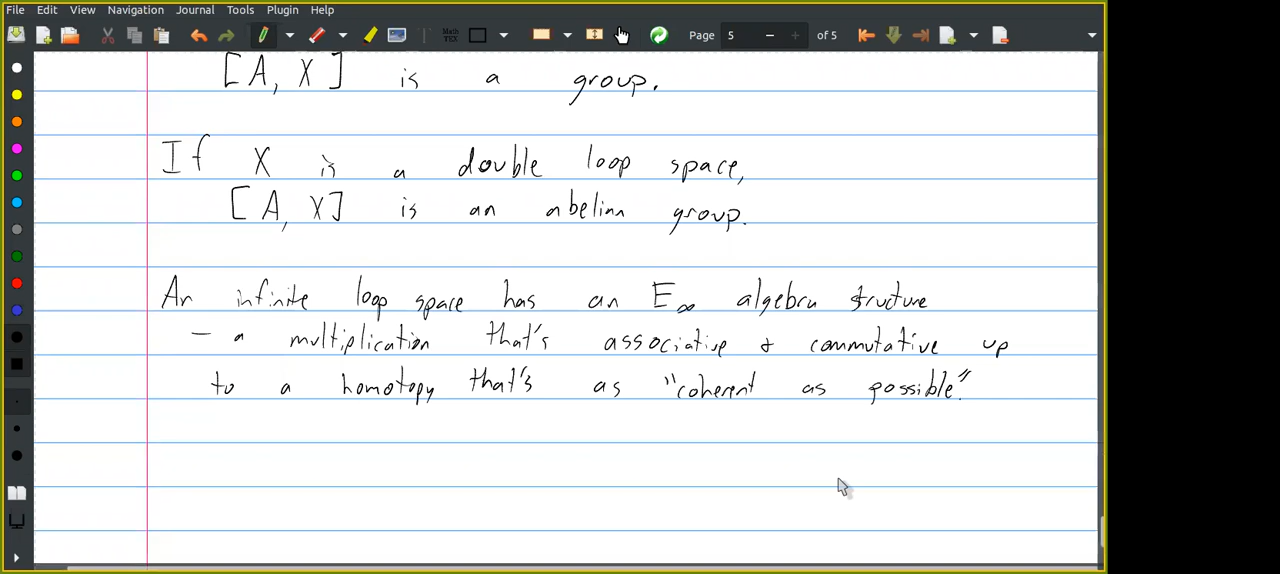 File Edit View Navigation Journal Tools Plugin Help
Math TEX Page 5 of 5
[A, X] is a group.
If X is a double loop space,
[A, X] is an abelian group.
An infinite loop space has an E∞ algebra structure
— a multiplication that's associative & commutative up
to a homotopy that's as "coherent as possible".